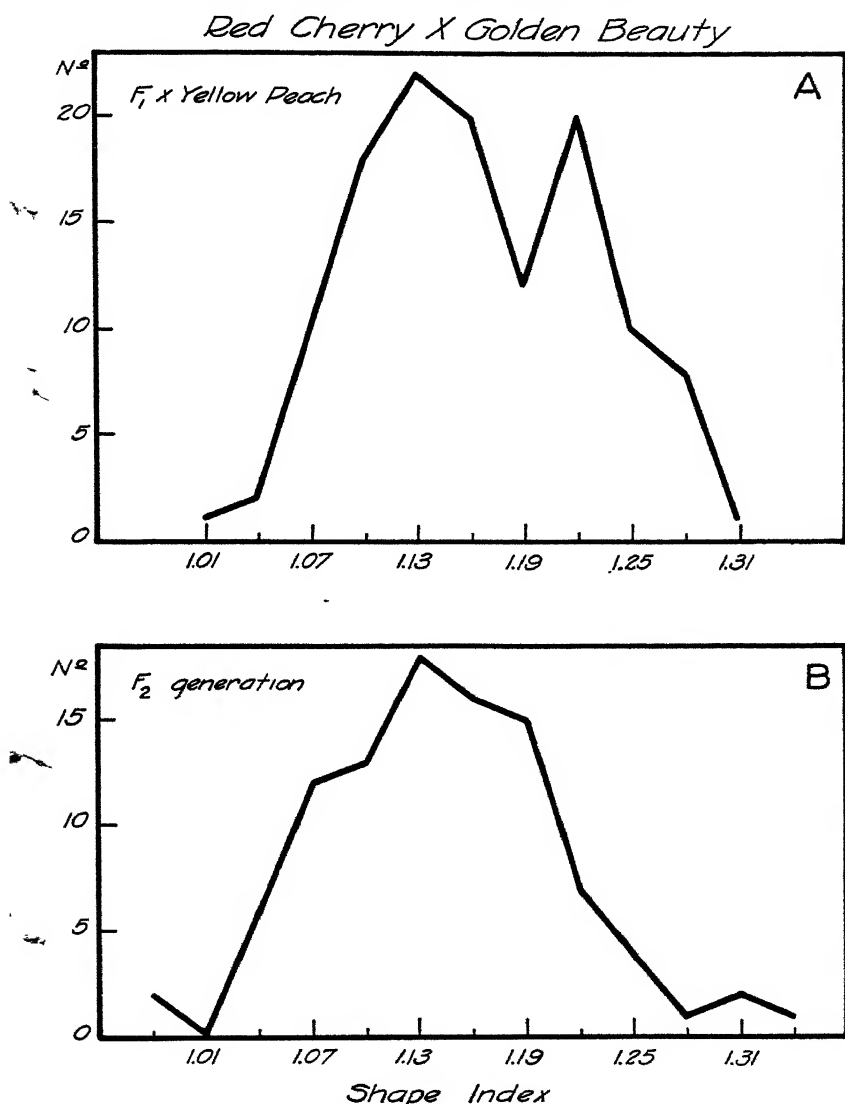 Red Cherry X Golden Beauty
Nº
F₁ x Yellow Peach
A
20
15
10
5
0
1.01 1.07 1.13 1.19 1.25 1.31
Nº
F₂ generation
B
15
10
5
0
1.01 1.07 1.13 1.19 1.25 1.31
Shape Index